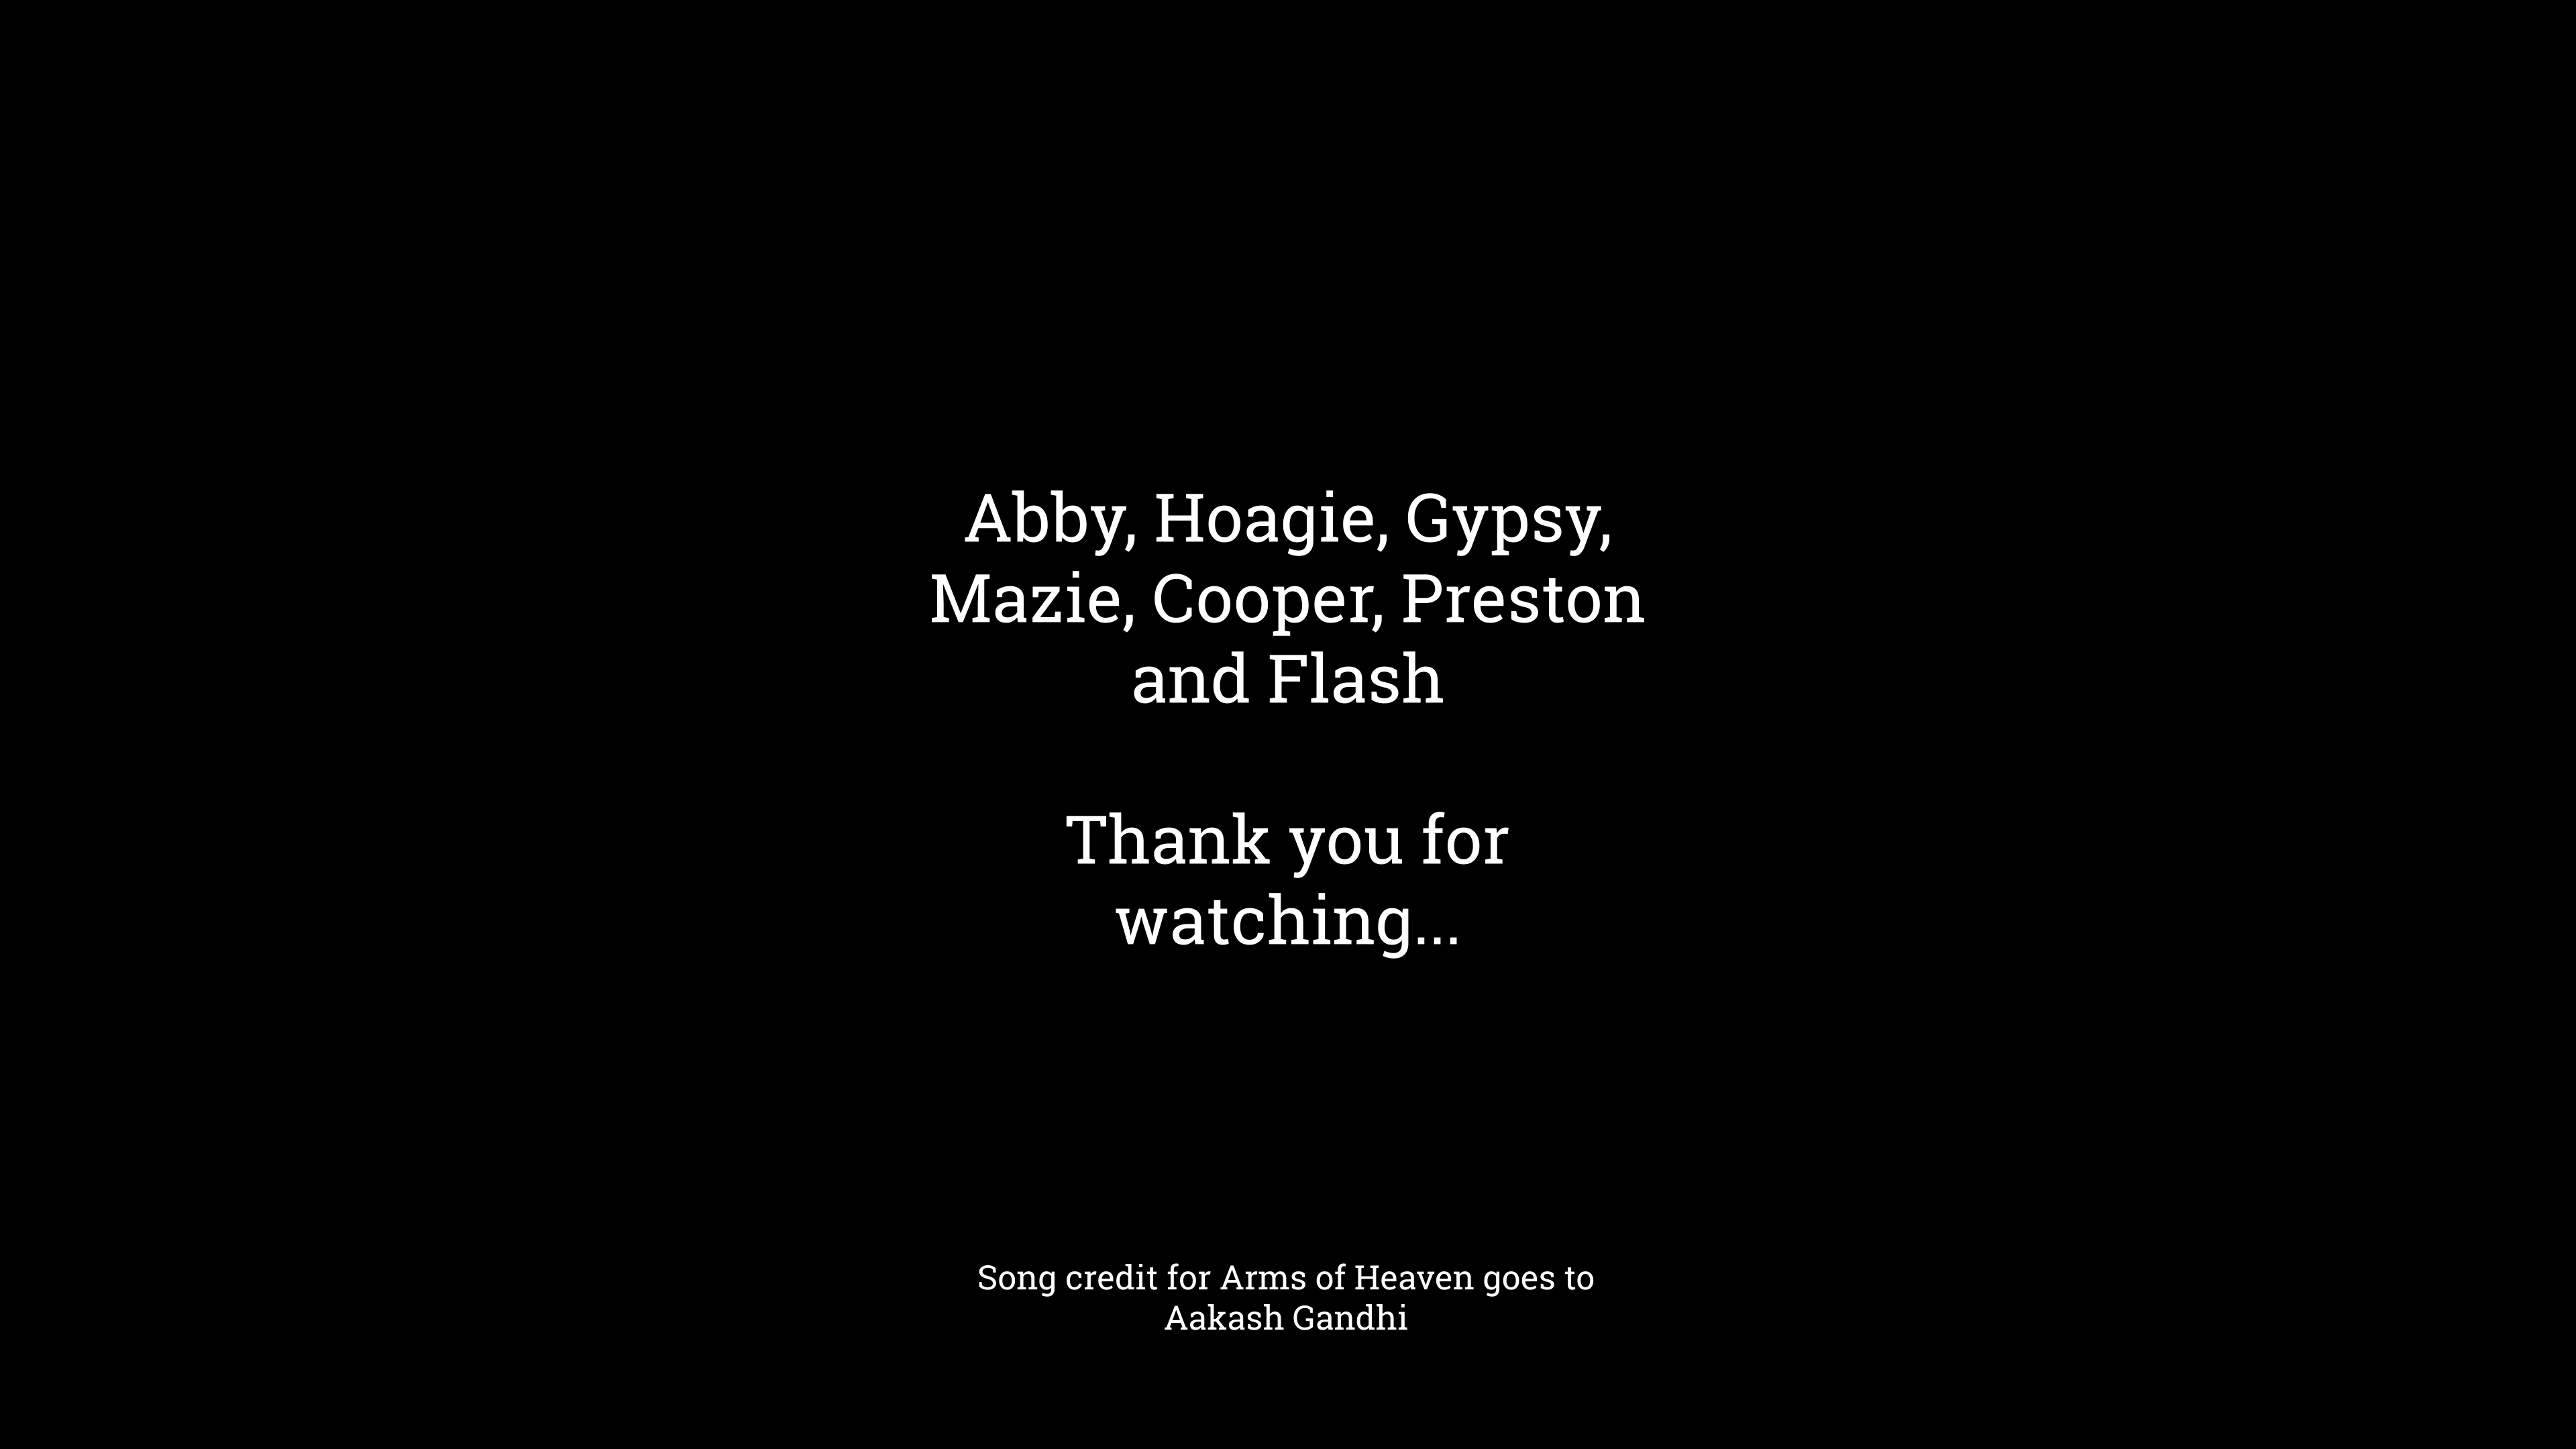 Abby, Hoagie, Gypsy,
Mazie, Cooper, Preston
and Flash
Thank you for
watching...
Song credit for Arms of Heaven goes to
Aakash Gandhi